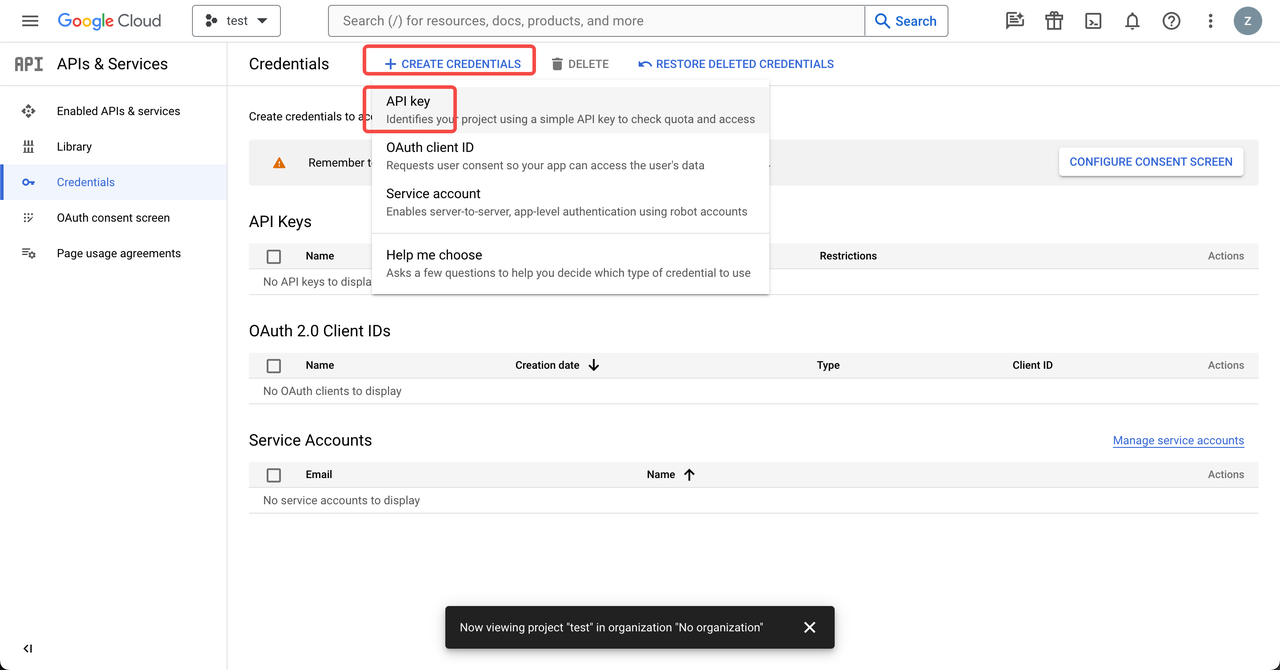 Google Cloud
test
Search (/) for resources, docs, products, and more
Search
Z
API
APIs & Services
Credentials
CREATE CREDENTIALS
DELETE
RESTORE DELETED CREDENTIALS
Enabled APIs & services
Library
Credentials
OAuth consent screen
Page usage agreements
Create credentials to
API key
Identifies your project using a simple API key to check quota and access
OAuth client ID
Requests user consent so your app can access the user's data
Service account
Enables server-to-server, app-level authentication using robot accounts
Help me choose
Asks a few questions to help you decide which type of credential to use
Remember
CONFIGURE CONSENT SCREEN
API Keys
Name
Restrictions
Actions
No API keys to
OAuth 2.0 Client IDs
Name
Creation date
Type
Client ID
Actions
No OAuth clients to display
Service Accounts
Manage service accounts
Email
Name
Actions
No service accounts to display
Now viewing project "test" in organization "No organization"